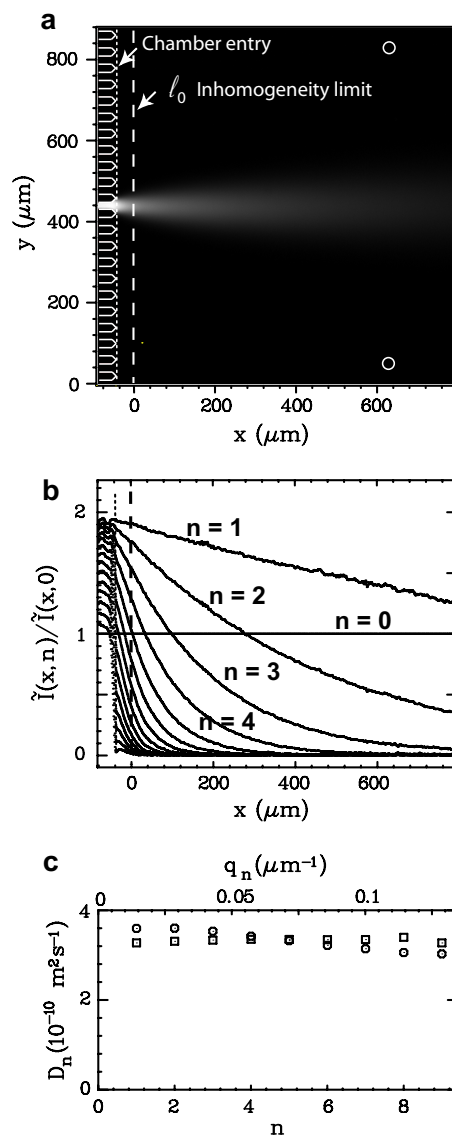 a
Chamber entry
ℓ₀ Inhomogeneity limit
800
600
400
200
0
y (μm)
0 200 400 600
x (μm)
b
2
1
0
Ĩ(x,n)/Ĩ(x,0)
n = 1
n = 2
n = 0
n = 3
n = 4
0 200 400 600
x (μm)
c
qₙ(μm⁻¹)
0 0.05 0.1
4
2
0
Dₙ(10⁻¹⁰ m²s⁻¹)
0 2 4 6 8
n